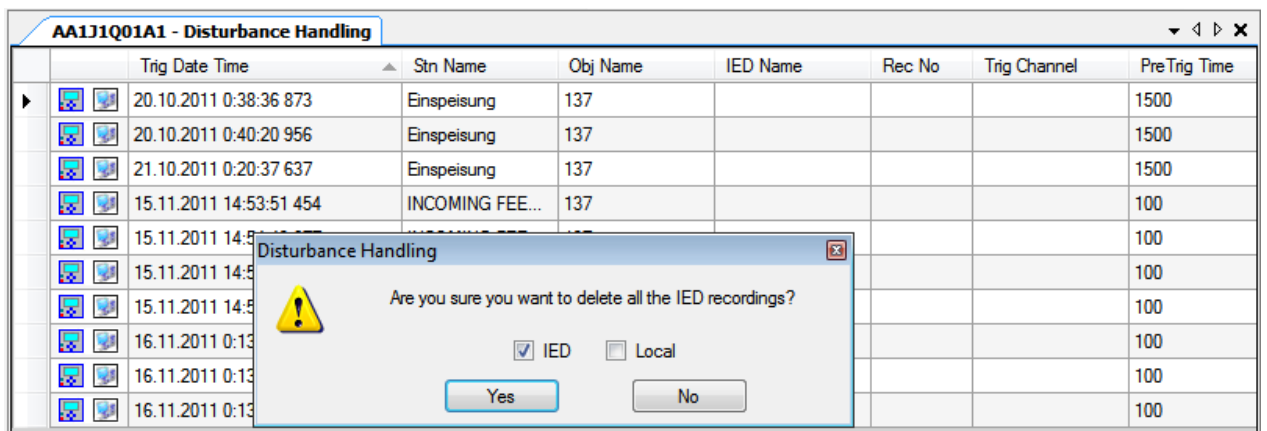 AA1J1Q01A1 - Disturbance Handling
Trig Date Time Stn Name Obj Name IED Name Rec No Trig Channel PreTrig Time
20.10.2011 0:38:36 873 Einspeisung 137 1500
20.10.2011 0:40:20 956 Einspeisung 137 1500
21.10.2011 0:20:37 637 Einspeisung 137 1500
15.11.2011 14:53:51 454 INCOMING FEE... 137 100
15.11.2011 14:5 100
15.11.2011 14:5 100
15.11.2011 14:5 100
16.11.2011 0:13 100
16.11.2011 0:13 100
16.11.2011 0:13 100
Disturbance Handling
Are you sure you want to delete all the IED recordings?
IED Local
Yes No